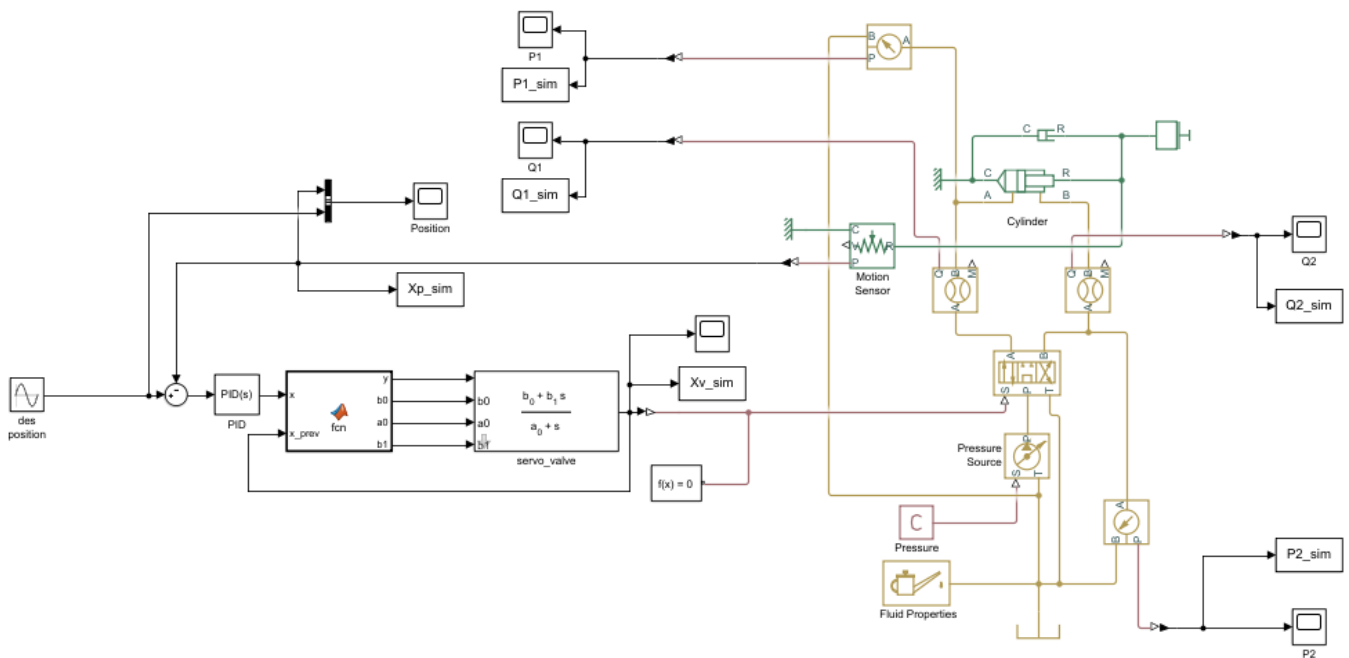 P1
P1_sim
B
A
P
Q1
Q1_sim
C
R
C
R
A
B
Cylinder
Position
C
R
P
Motion
Sensor
Q
B
M
A
Q
B
M
A
Q2
Q2_sim
Xp_sim
Xv_sim
des
position
PID(s)
PID
x
x_prev
fcn
y
b0
a0
b1
b0
a0
b1
b0 + b1 s
a0 + s
servo_valve
f(x) = 0
A
B
S
P
T
Pressure
Source
P
S
T
C
Pressure
Fluid Properties
A
B
P
P2_sim
P2